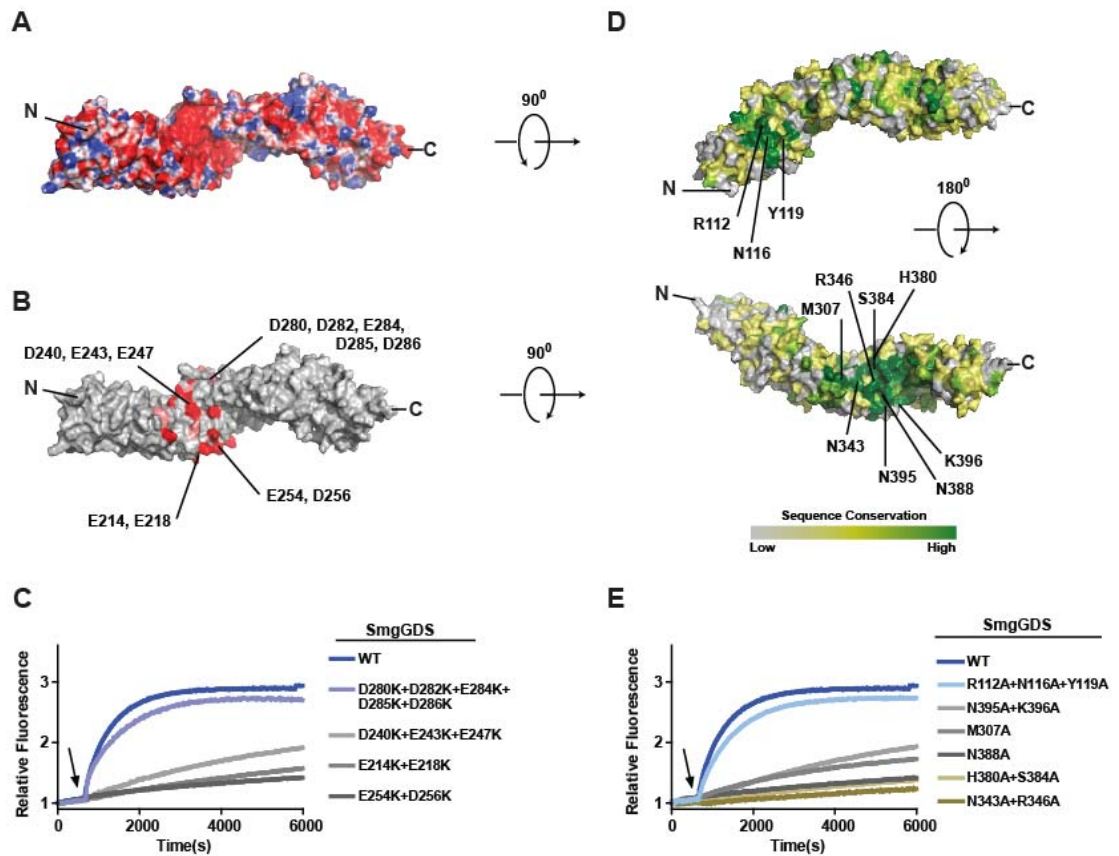 A
N
C
90⁰
B
D280, D282, E284,
D285, D286
D240, E243, E247
N
C
90⁰
E254, D256
E214, E218
C
SmgGDS
WT
D280K+D282K+E284K+
D285K+D286K
D240K+E243K+E247K
E214K+E218K
E254K+D256K
Relative Fluorescence
3
2
1
0
2000
4000
6000
Time(s)
D
C
N
R112
N116
Y119
180⁰
H380
R346
S384
M307
N
C
N343
N395
N388
K396
Sequence Conservation
Low
High
E
SmgGDS
WT
R112A+N116A+Y119A
N395A+K396A
M307A
N388A
H380A+S384A
N343A+R346A
Relative Fluorescence
3
2
1
0
2000
4000
6000
Time(s)